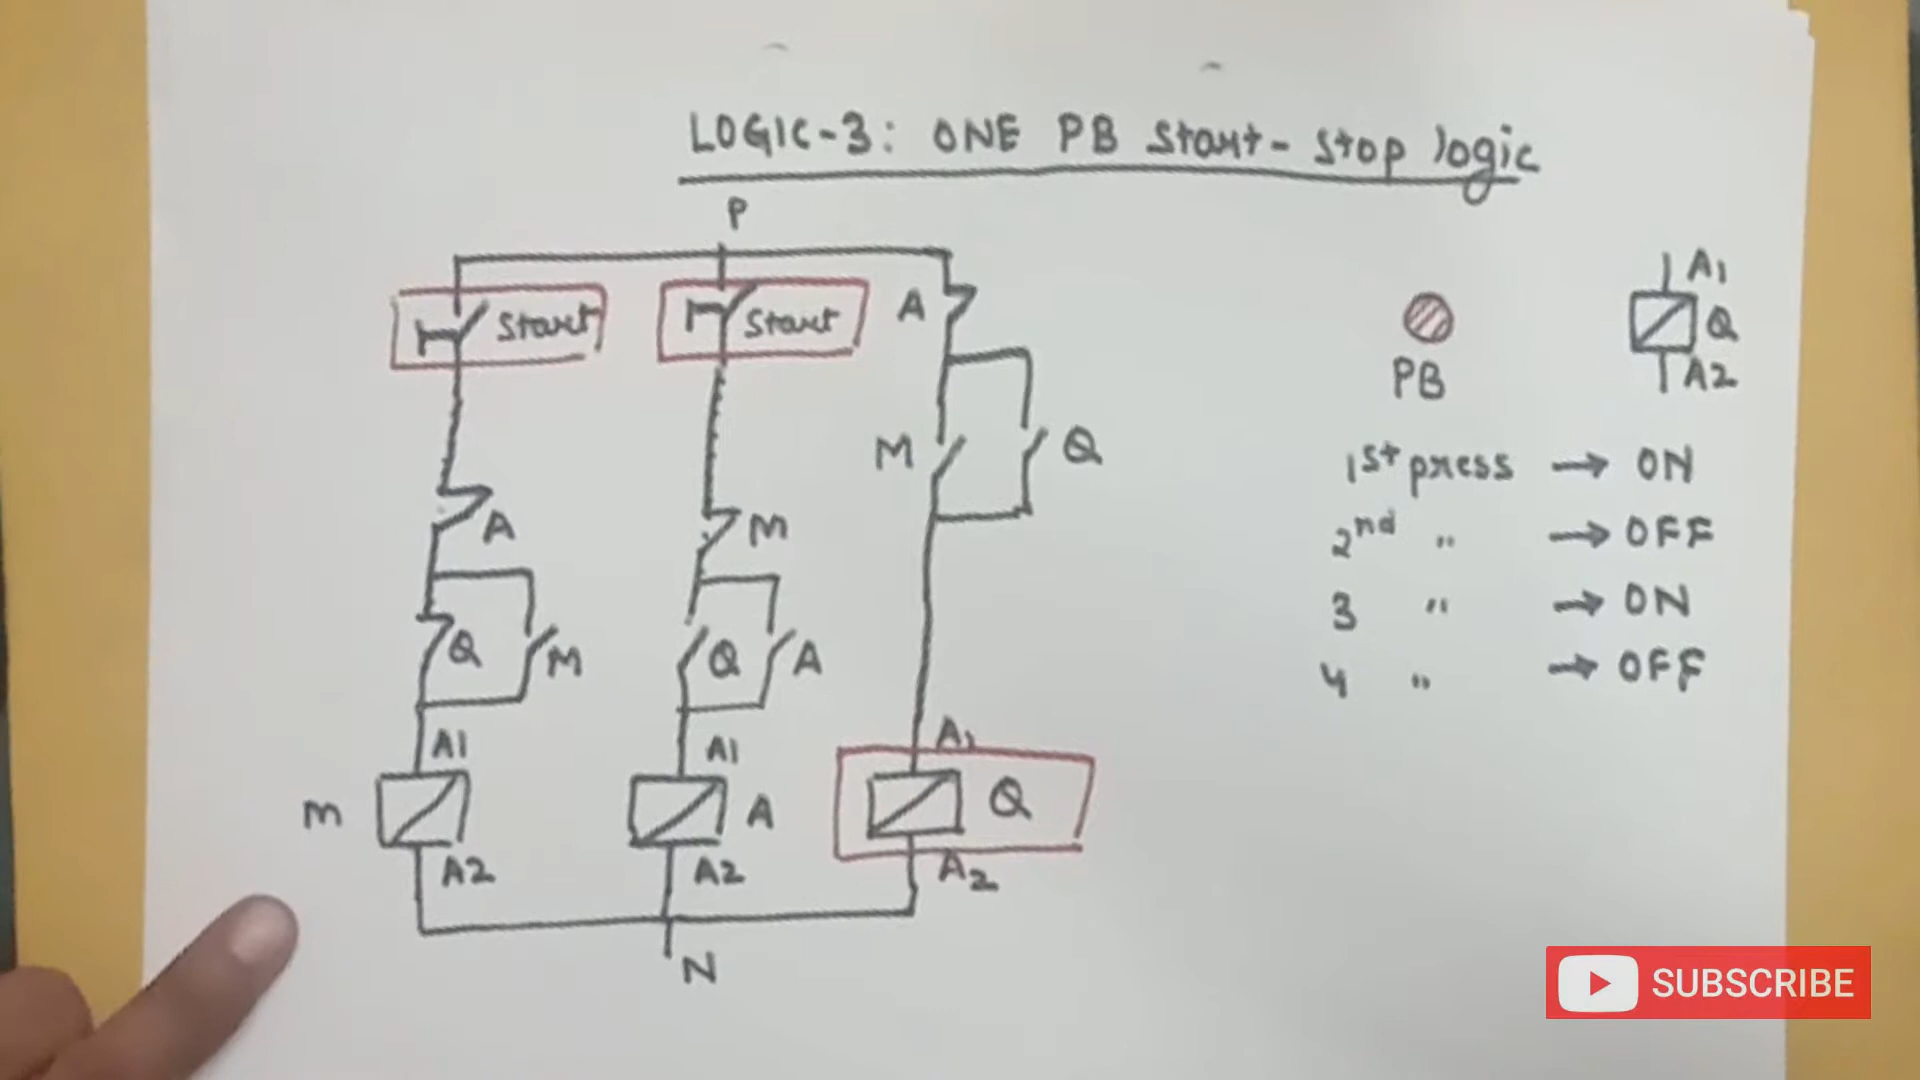 LOGIC-3: ONE PB Start-Stop logic
P
Start
Start
A
A1
Q
A2
PB
M
Q
1st press → ON
A
M
2nd " → OFF
3 " → ON
Q
M
Q
A
4 " → OFF
A1
A1
A1
M
A
Q
A2
A2
A2
N
SUBSCRIBE